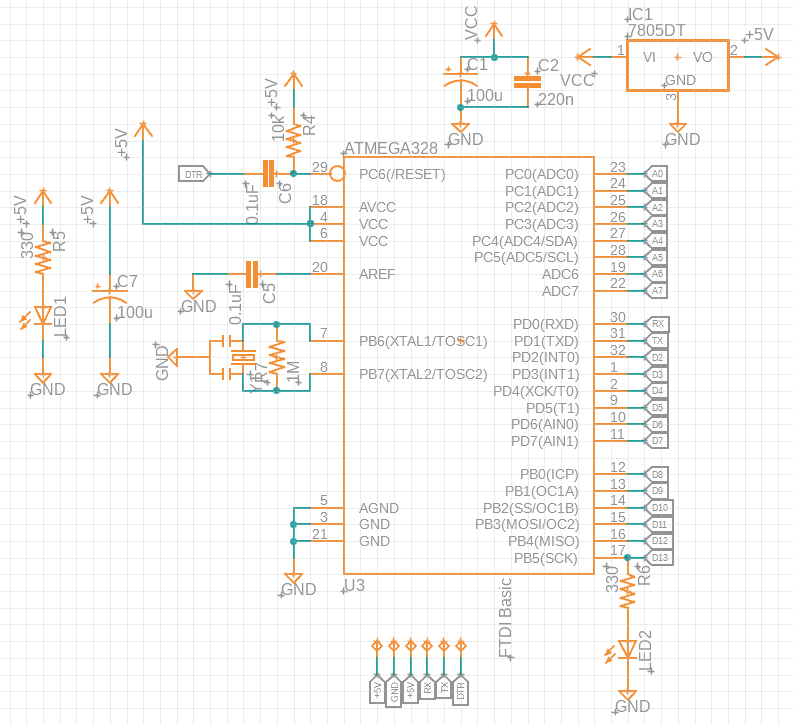 VCC
C1
100u
C2
220n
GND
IC1
7805DT
1
VI
VO
2
GND
3
VCC
+5V
GND
+5V
10k
R4
+5V
DTR
0.1uF
C6
+5V
330
R5
LED1
GND
+5V
C7
100u
GND
GND
0.1uF
C5
GND
1M
ATMEGA328
29 PC6(/RESET)
18 AVCC
4 VCC
6 VCC
20 AREF
7 PB6(XTAL1/TOSC1)
8 PB7(XTAL2/TOSC2)
5 AGND
3 GND
21 GND
GND
U3
PC0(ADC0) 23 A0
PC1(ADC1) 24 A1
PC2(ADC2) 25 A2
PC3(ADC3) 26 A3
PC4(ADC4/SDA) 27 A4
PC5(ADC5/SCL) 28 A5
ADC6 19 A6
ADC7 22 A7
PD0(RXD) 30 RX
PD1(TXD) 31 TX
PD2(INT0) 32 D2
PD3(INT1) 1 D3
PD4(XCK/T0) 2 D4
PD5(T1) 9 D5
PD6(AIN0) 10 D6
PD7(AIN1) 11 D7
PB0(ICP) 12 D8
PB1(OC1A) 13 D9
PB2(SS/OC1B) 14 D10
PB3(MOSI/OC2) 15 D11
PB4(MISO) 16 D12
PB5(SCK) 17 D13
330
R6
LED2
GND
FTDI Basic
+5V
GND
+5V
RX
TX
DTR